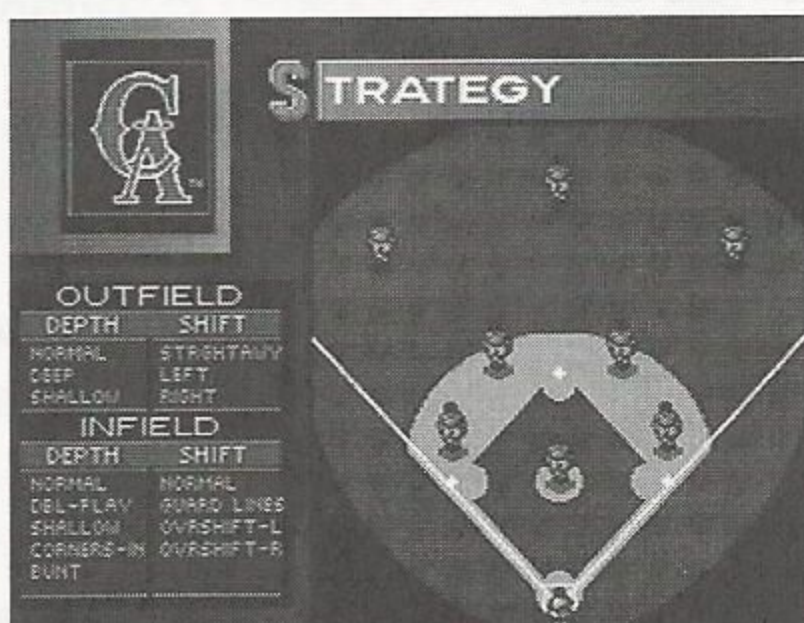 CA™
STRATEGY
OUTFIELD
DEPTH SHIFT
NORMAL STRGHTAWY
DEEP LEFT
SHALLOW RIGHT
INFIELD
DEPTH SHIFT
NORMAL NORMAL
DBL-PLAY GUARD LINES
SHALLOW OVRSHIFT-L
CORNERS-IN OVRSHIFT-R
BUNT